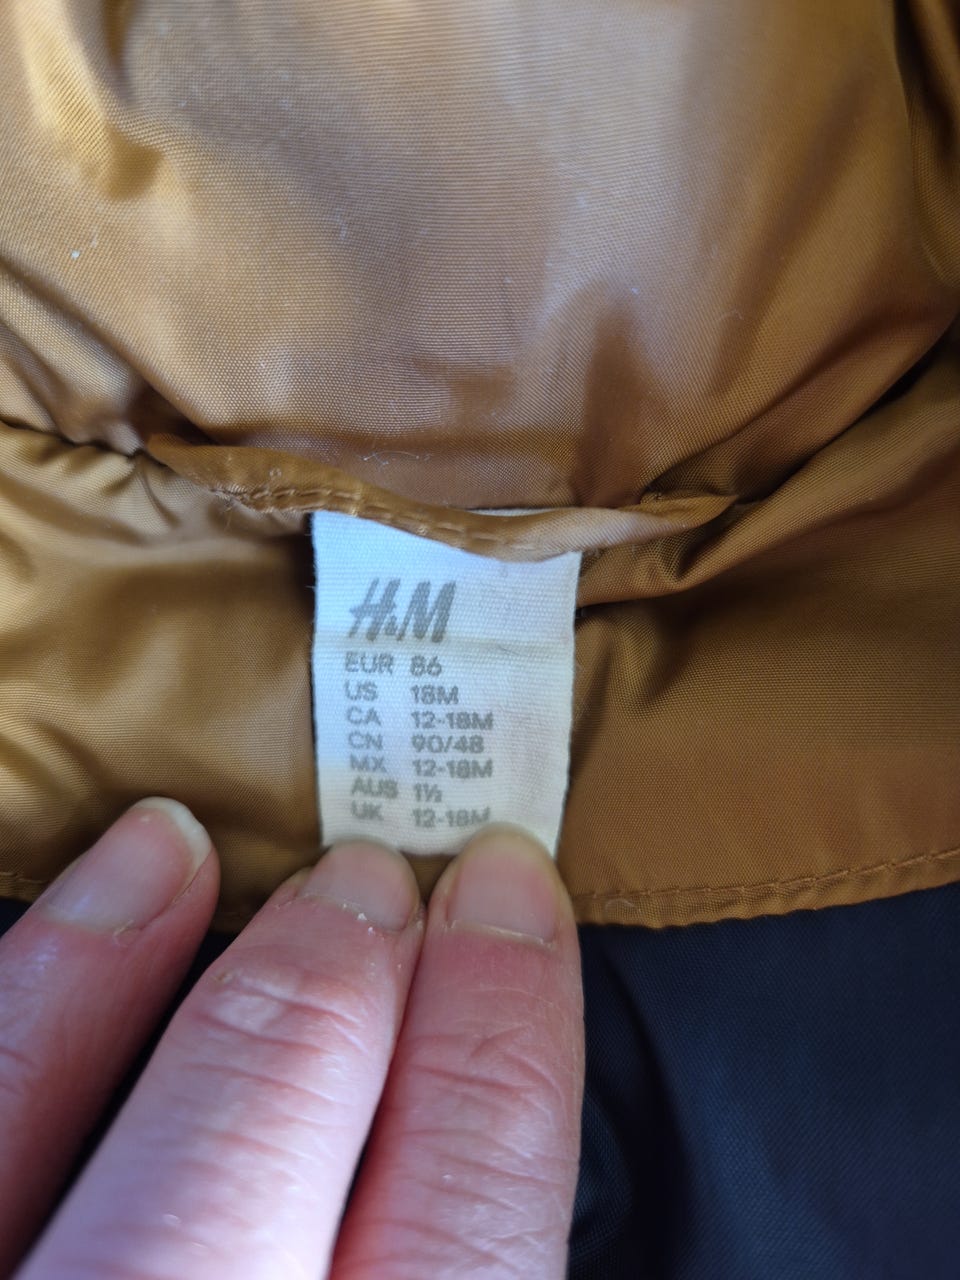 H&M
EUR 86
US 18M
CA 12-18M
CN 90/48
MX 12-18M
AUS 1½
UK 12-18M